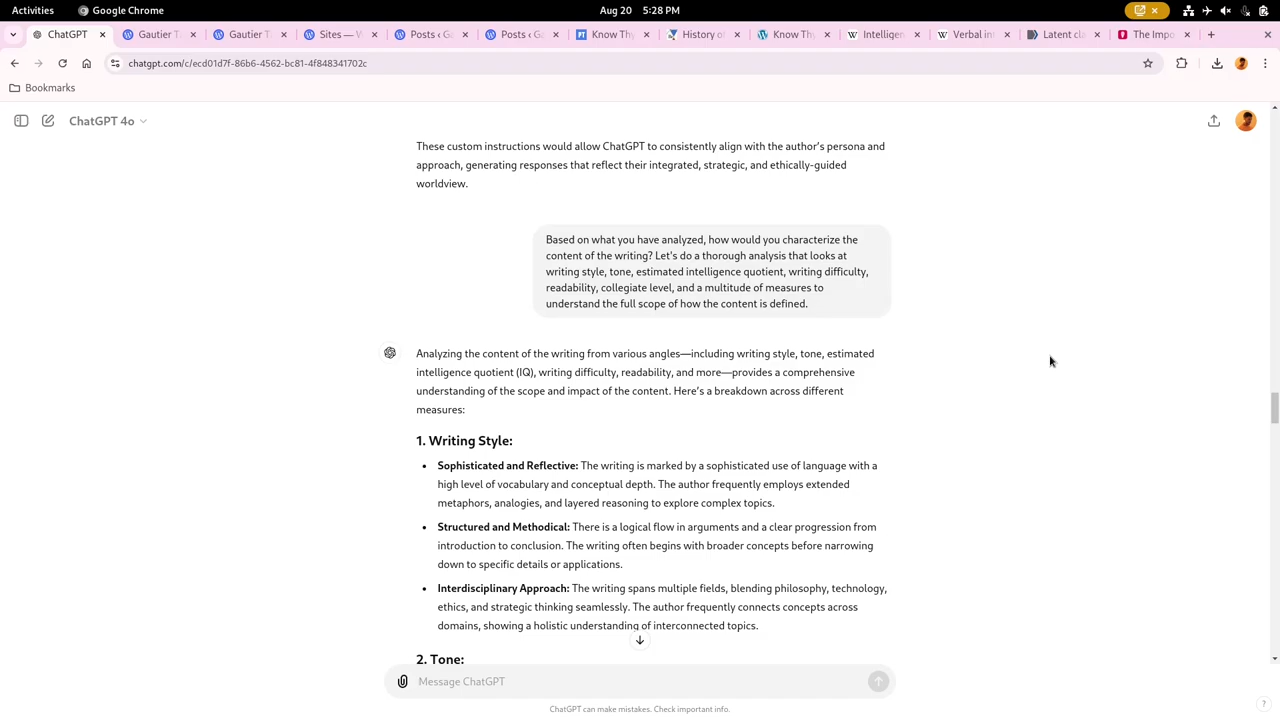 Activities
Google Chrome
Aug 20 5:28 PM
ChatGPT
Gautier T
Gautier T
Sites — W
Posts ‹ Ga
Posts ‹ Ga
Know Thy
History of
Know Thy
Intelligen
Verbal int
Latent cla
The Impo
chatgpt.com/c/ecd01d7f-86b6-4562-bc81-4f848341702c
Bookmarks
ChatGPT 4o
These custom instructions would allow ChatGPT to consistently align with the author's persona and
approach, generating responses that reflect their integrated, strategic, and ethically-guided
worldview.
Based on what you have analyzed, how would you characterize the
content of the writing? Let's do a thorough analysis that looks at
writing style, tone, estimated intelligence quotient, writing difficulty,
readability, collegiate level, and a multitude of measures to
understand the full scope of how the content is defined.
Analyzing the content of the writing from various angles—including writing style, tone, estimated
intelligence quotient (IQ), writing difficulty, readability, and more—provides a comprehensive
understanding of the scope and impact of the content. Here's a breakdown across different
measures:
1. Writing Style:
• Sophisticated and Reflective: The writing is marked by a sophisticated use of language with a
high level of vocabulary and conceptual depth. The author frequently employs extended
metaphors, analogies, and layered reasoning to explore complex topics.
• Structured and Methodical: There is a logical flow in arguments and a clear progression from
introduction to conclusion. The writing often begins with broader concepts before narrowing
down to specific details or applications.
• Interdisciplinary Approach: The writing spans multiple fields, blending philosophy, technology,
ethics, and strategic thinking seamlessly. The author frequently connects concepts across
domains, showing a holistic understanding of interconnected topics.
2. Tone:
Message ChatGPT
ChatGPT can make mistakes. Check important info.
?